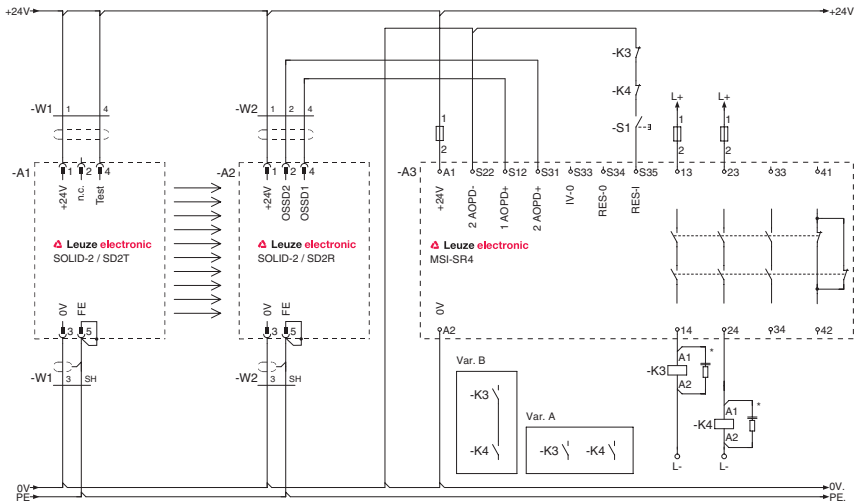 +24V +24V
-K3
-K4 L+ L+
-W1 1 4 -W2 1 2 4 1 1 1
-S1
2 2 2
-A1 1 2 4 -A2 1 2 4 -A3 A1 S22 S12 S31 S33 S34 S35 13 23 33 41
+24V n.c. Test +24V OSSD2 OSSD1 +24V 2 AOPD- 1 AOPD+ 2 AOPD+ IV-0 RES-0 RES-I
Leuze electronic Leuze electronic Leuze electronic
SOLID-2 / SD2T SOLID-2 / SD2R MSI-SR4
0V FE 0V FE 0V
3 5 3 5 A2 14 24 34 42
-W1 3 SH -W2 3 SH
Var. B
-K3
-K4
Var. A
-K3 -K4
-K3 A1 A2 *
-K4 A1 A2 *
L- L-
0V 0V.
PE PE.